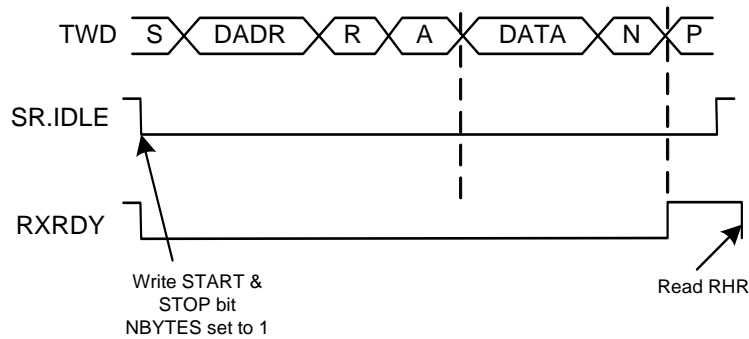 TWD S DADR R A DATA N P
SR.IDLE
RXRDY
Write START &
STOP bit
NBYTES set to 1
Read RHR